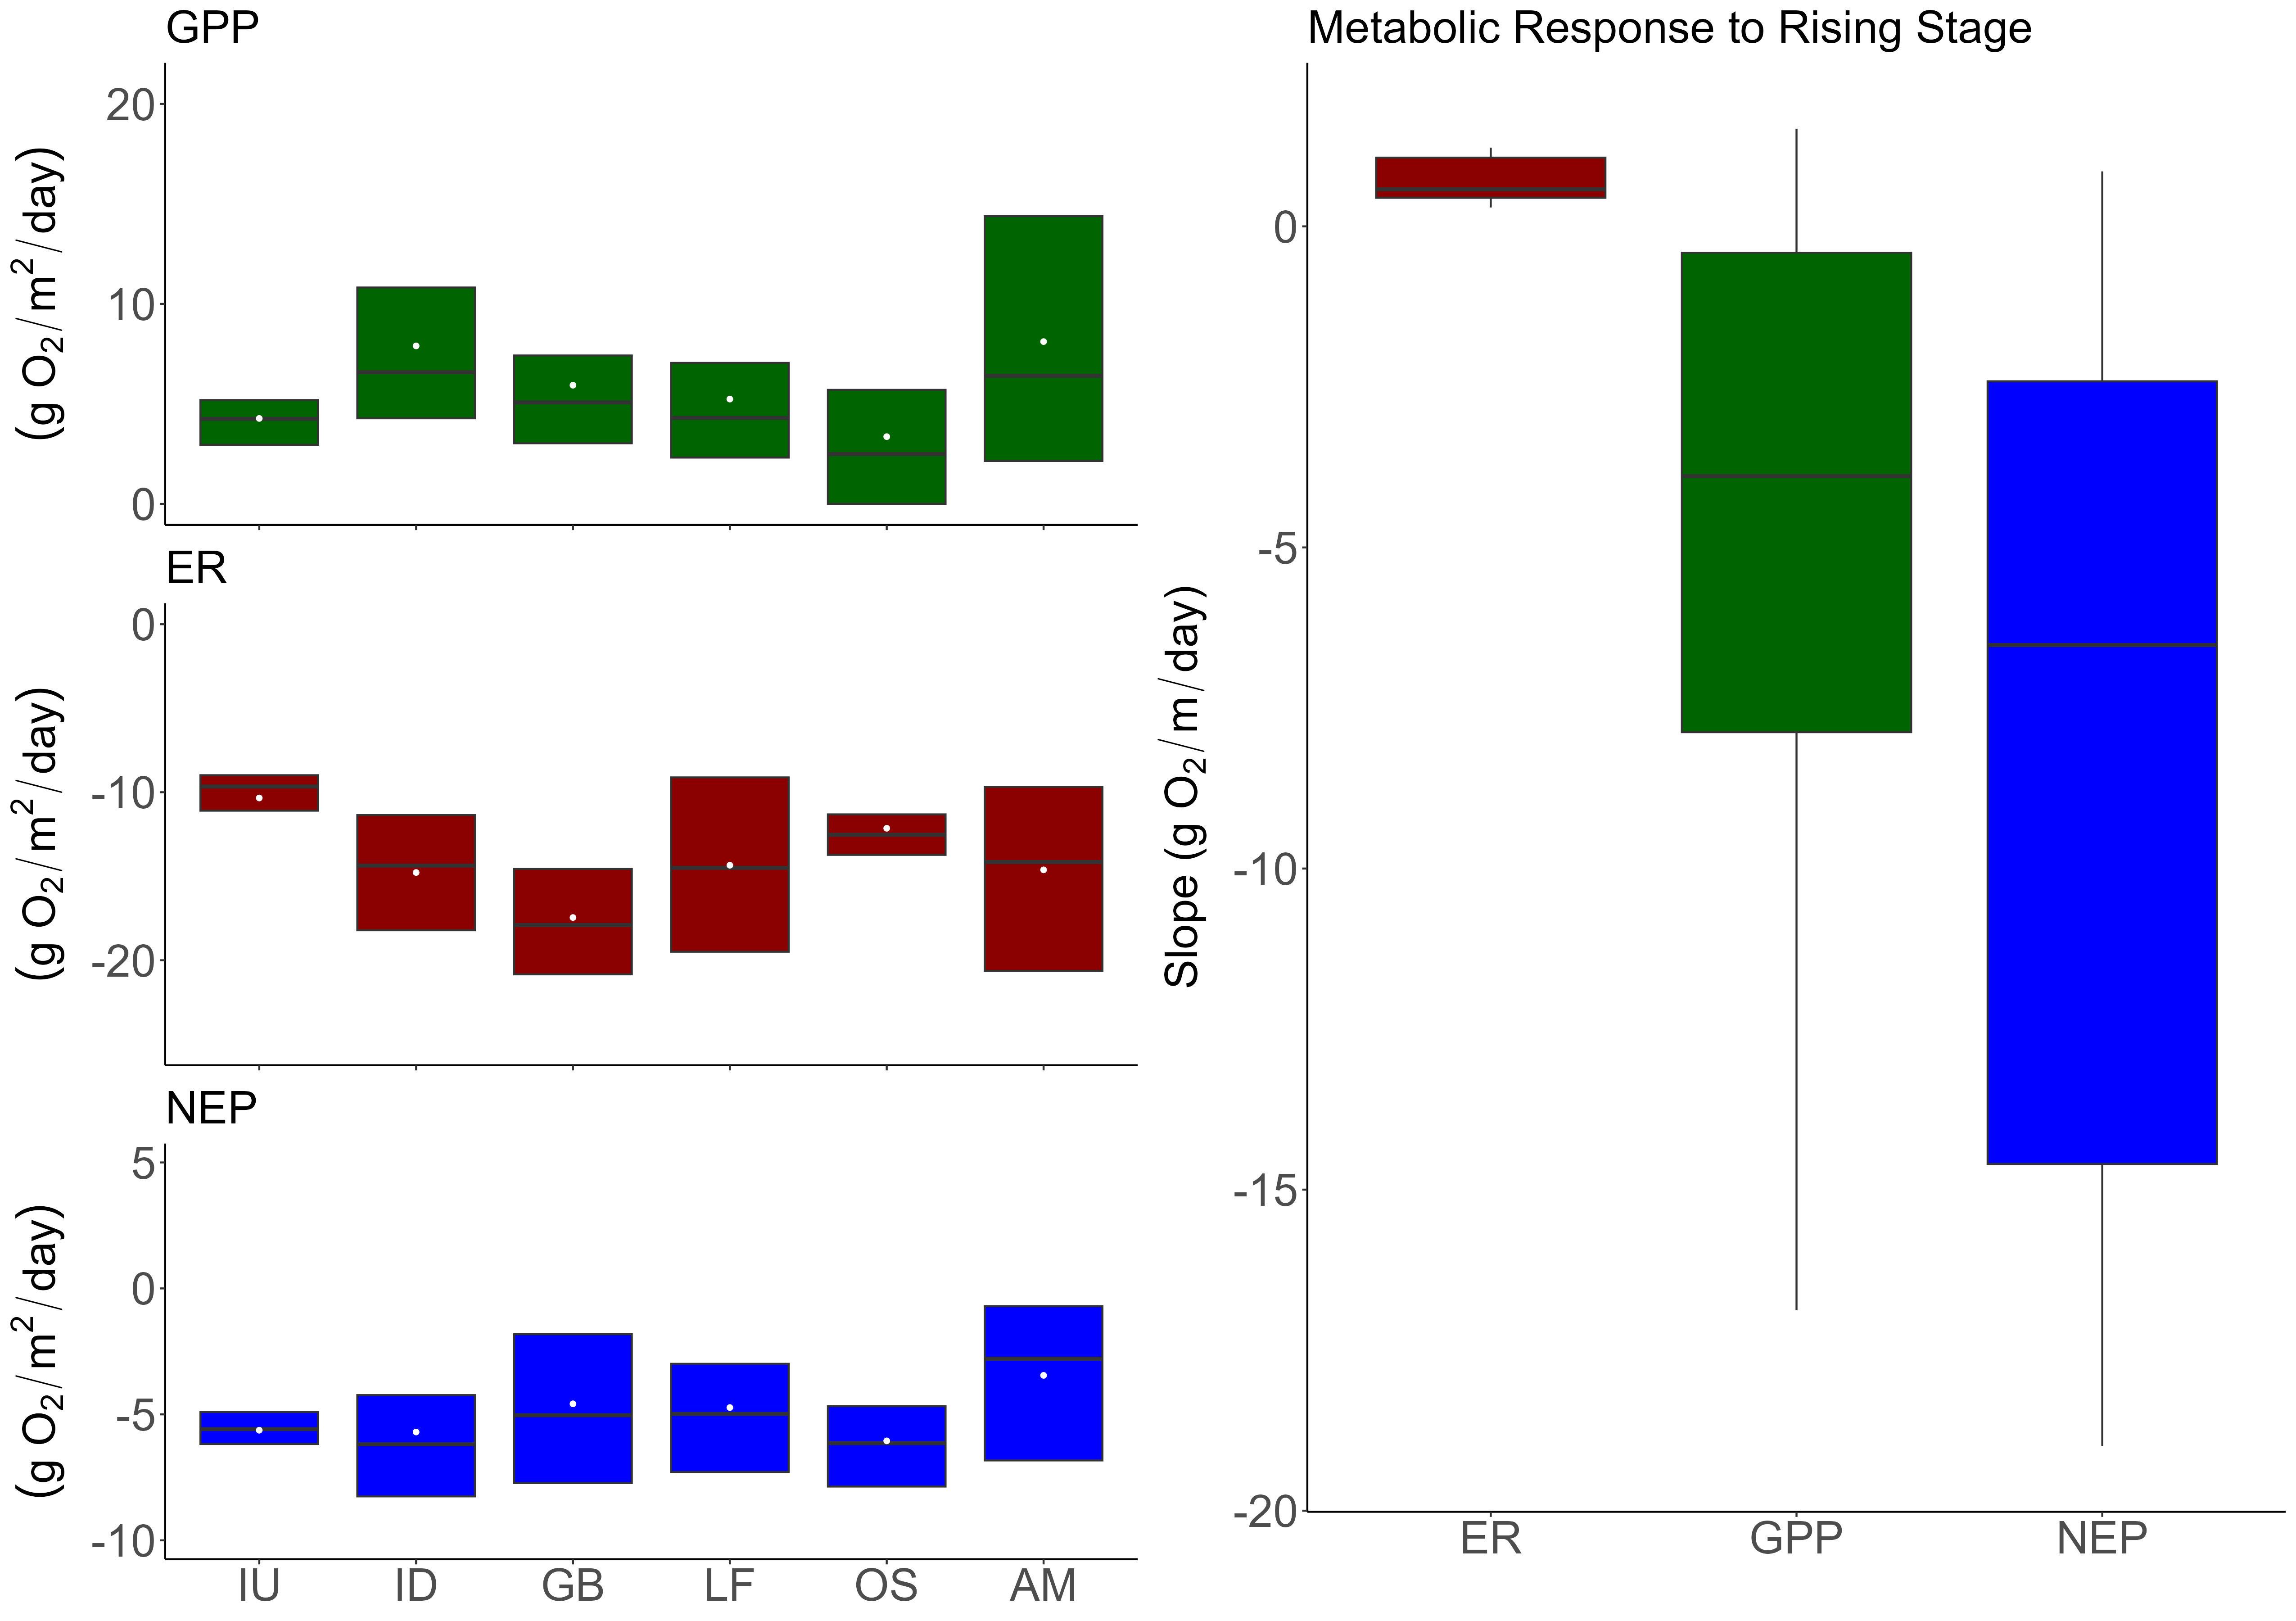 GPP
20
10
0
(g O2/m2/day)
ER
0
-10
-20
(g O2/m2/day)
NEP
5
0
-5
-10
(g O2/m2/day)
IU ID GB LF OS AM
Metabolic Response to Rising Stage
0
-5
-10
-15
-20
Slope (g O2/m/day)
ER GPP NEP